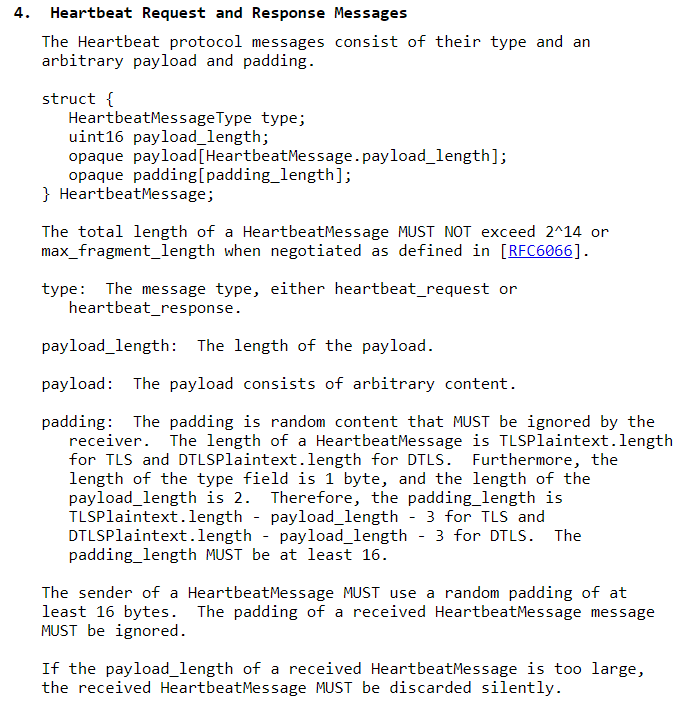 4.  Heartbeat Request and Response Messages
The Heartbeat protocol messages consist of their type and an
arbitrary payload and padding.
struct {
HeartbeatMessageType type;
uint16 payload_length;
opaque payload[HeartbeatMessage.payload_length];
opaque padding[padding_length];
} HeartbeatMessage;
The total length of a HeartbeatMessage MUST NOT exceed 2^14 or
max_fragment_length when negotiated as defined in [RFC6066].
type:  The message type, either heartbeat_request or
heartbeat_response.
payload_length:  The length of the payload.
payload:  The payload consists of arbitrary content.
padding:  The padding is random content that MUST be ignored by the
receiver.  The length of a HeartbeatMessage is TLSPlaintext.length
for TLS and DTLSPlaintext.length for DTLS.  Furthermore, the
length of the type field is 1 byte, and the length of the
payload_length is 2.  Therefore, the padding_length is
TLSPlaintext.length - payload_length - 3 for TLS and
DTLSPlaintext.length - payload_length - 3 for DTLS.  The
padding_length MUST be at least 16.
The sender of a HeartbeatMessage MUST use a random padding of at
least 16 bytes.  The padding of a received HeartbeatMessage message
MUST be ignored.
If the payload_length of a received HeartbeatMessage is too large,
the received HeartbeatMessage MUST be discarded silently.